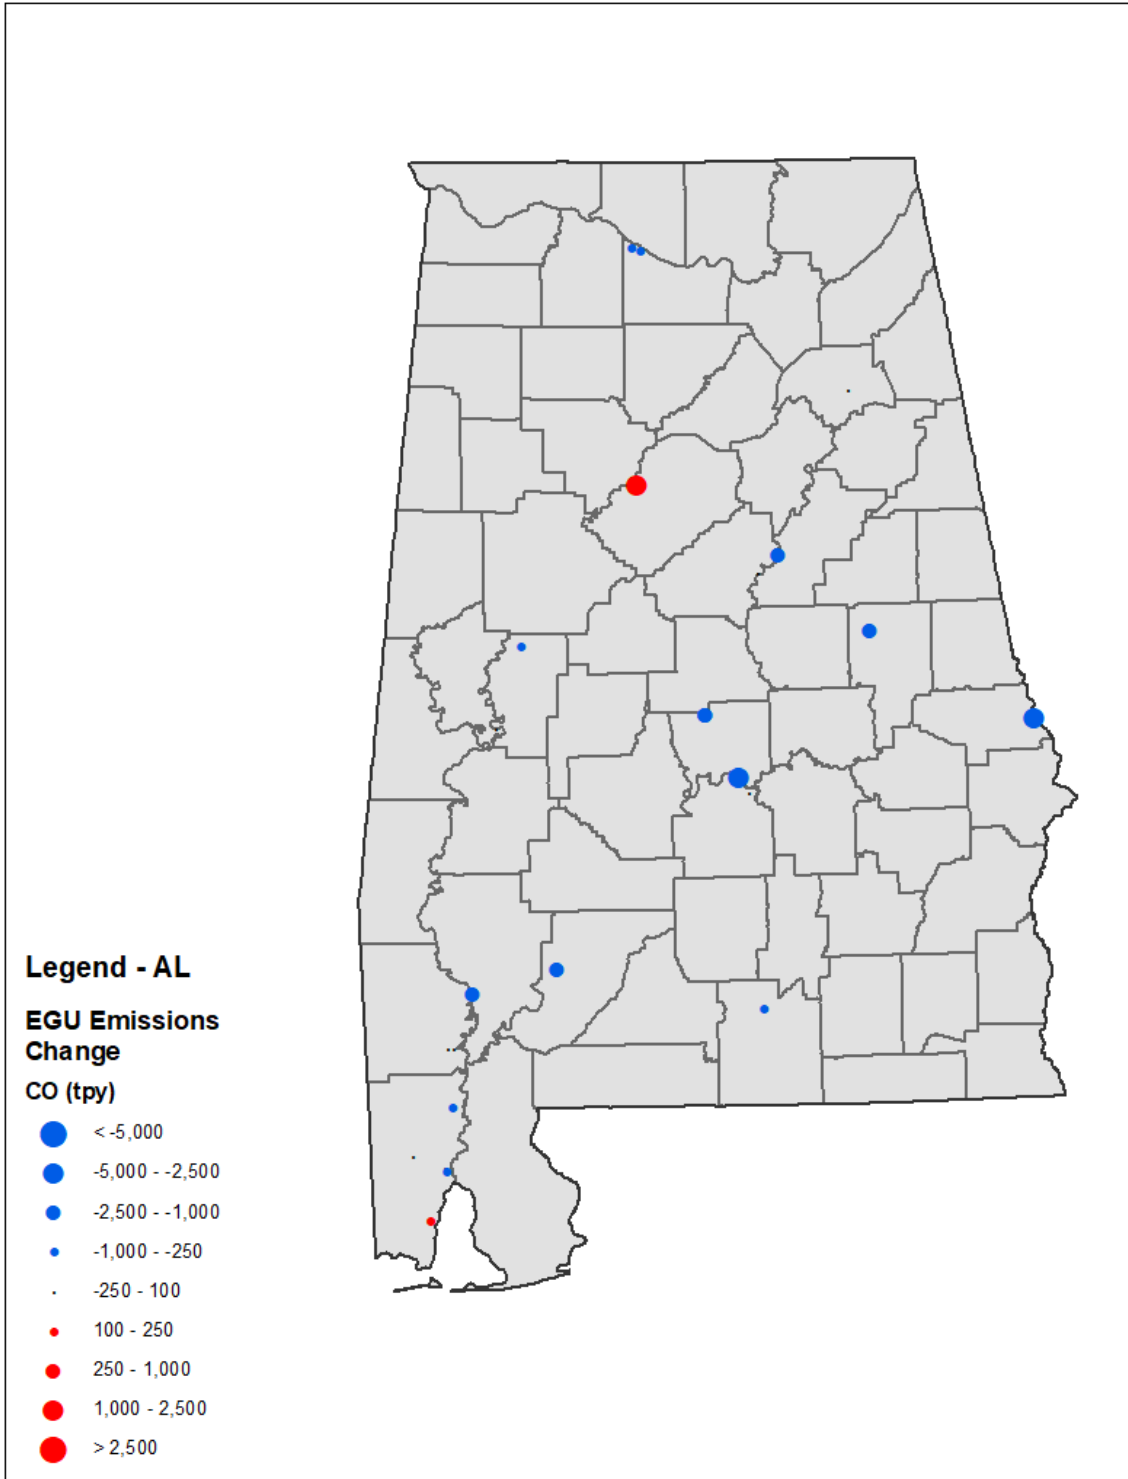 Legend - AL
EGU Emissions
Change
CO (tpy)
< -5,000
-5,000 - -2,500
-2,500 - -1,000
-1,000 - -250
-250 - 100
100 - 250
250 - 1,000
1,000 - 2,500
> 2,500